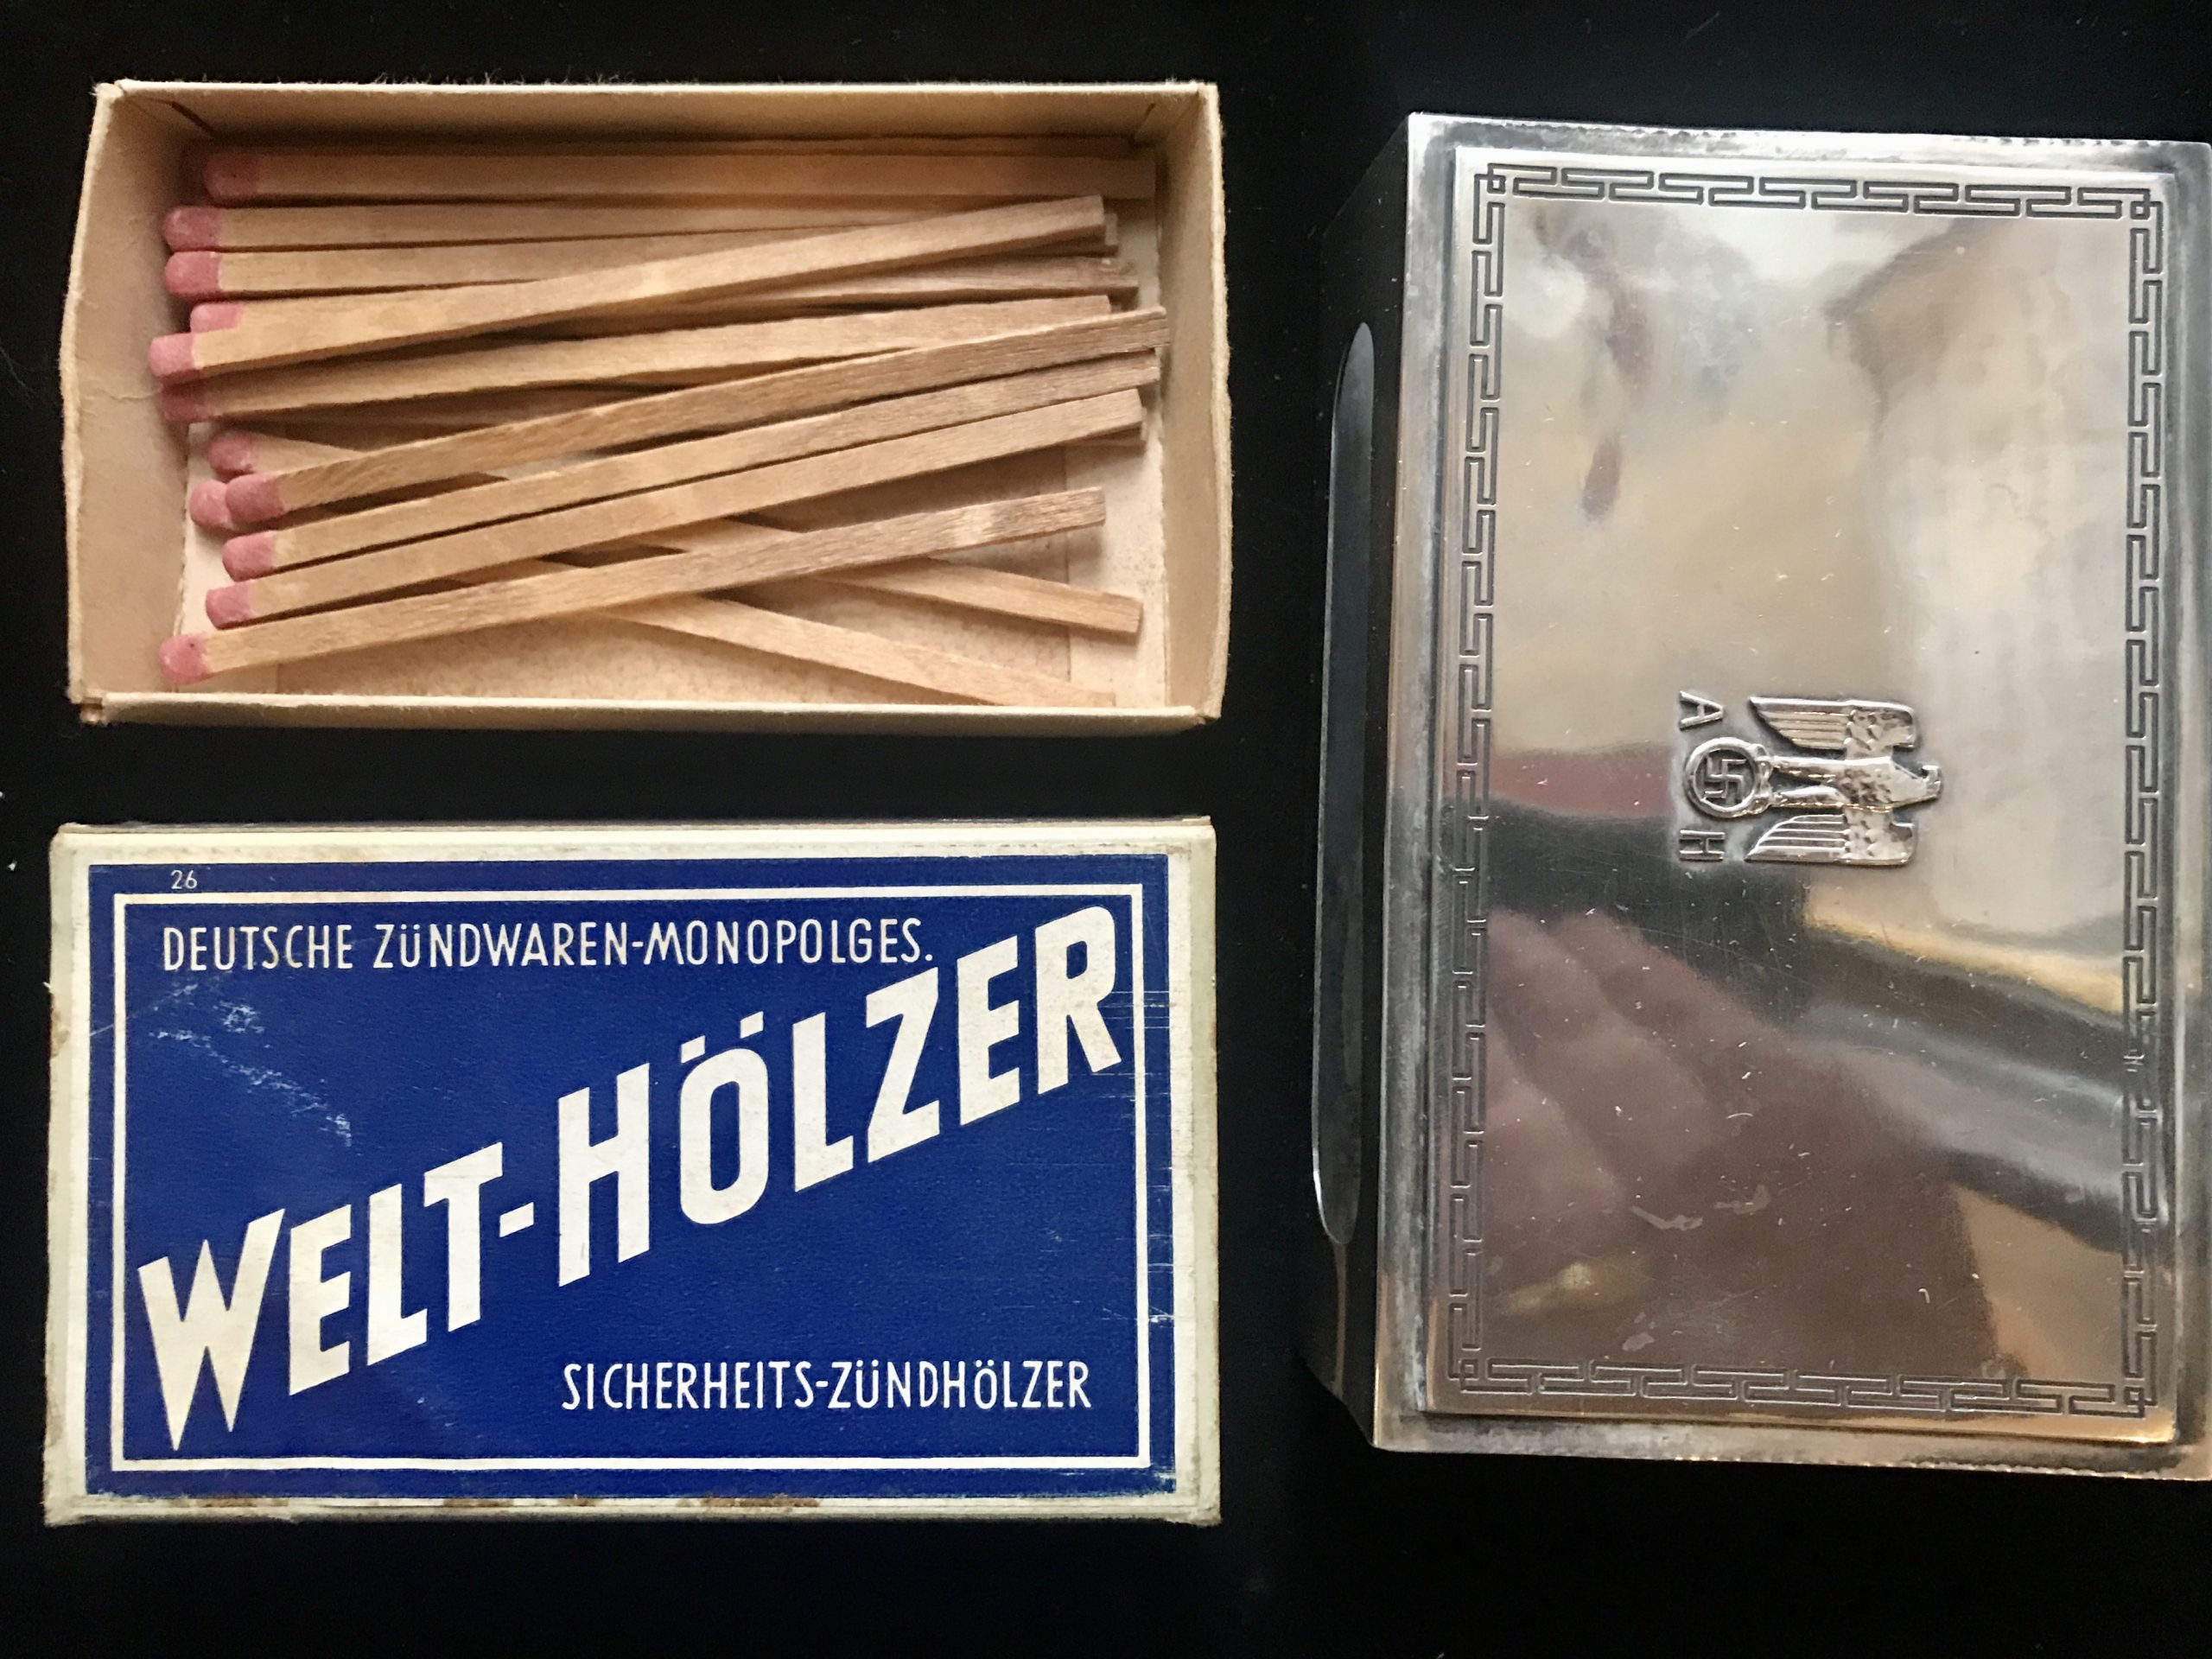 26
DEUTSCHE ZÜNDWAREN-MONOPOLGES.
WELT-HÖLZER
SICHERHEITS-ZÜNDHÖLZER
A H